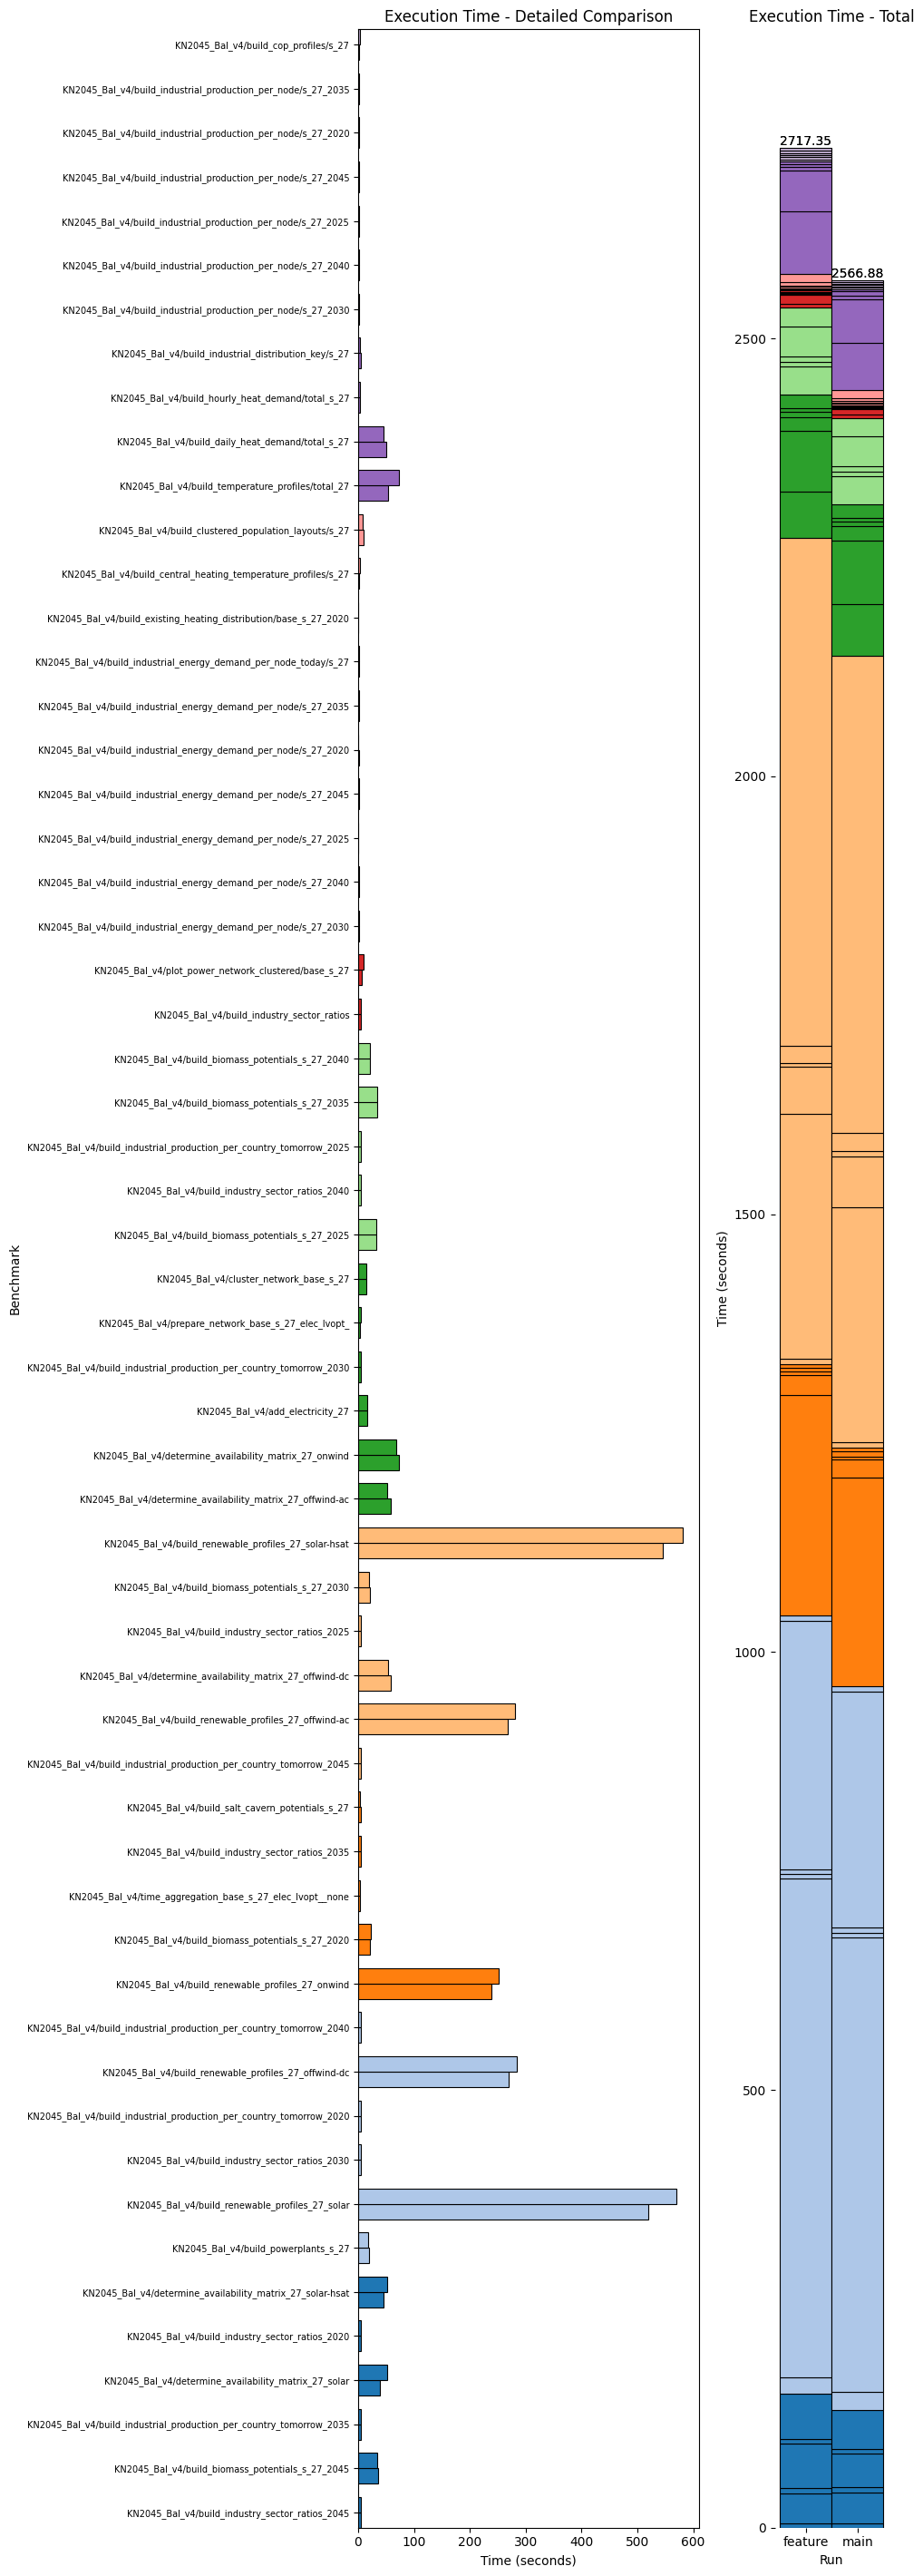 Execution Time - Detailed Comparison
Execution Time - Total
KN2045_Bal_v4/build_cop_profiles/s_27
KN2045_Bal_v4/build_industrial_production_per_node/s_27_2035
KN2045_Bal_v4/build_industrial_production_per_node/s_27_2020
KN2045_Bal_v4/build_industrial_production_per_node/s_27_2045
KN2045_Bal_v4/build_industrial_production_per_node/s_27_2025
KN2045_Bal_v4/build_industrial_production_per_node/s_27_2040
KN2045_Bal_v4/build_industrial_production_per_node/s_27_2030
KN2045_Bal_v4/build_industrial_distribution_key/s_27
KN2045_Bal_v4/build_hourly_heat_demand/total_s_27
KN2045_Bal_v4/build_daily_heat_demand/total_s_27
KN2045_Bal_v4/build_temperature_profiles/total_27
KN2045_Bal_v4/build_clustered_population_layouts/s_27
KN2045_Bal_v4/build_central_heating_temperature_profiles/s_27
KN2045_Bal_v4/build_existing_heating_distribution/base_s_27_2020
KN2045_Bal_v4/build_industrial_energy_demand_per_node_today/s_27
KN2045_Bal_v4/build_industrial_energy_demand_per_node/s_27_2035
KN2045_Bal_v4/build_industrial_energy_demand_per_node/s_27_2020
KN2045_Bal_v4/build_industrial_energy_demand_per_node/s_27_2045
KN2045_Bal_v4/build_industrial_energy_demand_per_node/s_27_2025
KN2045_Bal_v4/build_industrial_energy_demand_per_node/s_27_2040
KN2045_Bal_v4/build_industrial_energy_demand_per_node/s_27_2030
KN2045_Bal_v4/plot_power_network_clustered/base_s_27
KN2045_Bal_v4/build_industry_sector_ratios
KN2045_Bal_v4/build_biomass_potentials_s_27_2040
KN2045_Bal_v4/build_biomass_potentials_s_27_2035
KN2045_Bal_v4/build_industrial_production_per_country_tomorrow_2025
KN2045_Bal_v4/build_industry_sector_ratios_2040
KN2045_Bal_v4/build_biomass_potentials_s_27_2025
KN2045_Bal_v4/cluster_network_base_s_27
KN2045_Bal_v4/prepare_network_base_s_27_elec_lvopt_
KN2045_Bal_v4/build_industrial_production_per_country_tomorrow_2030
KN2045_Bal_v4/add_electricity_27
KN2045_Bal_v4/determine_availability_matrix_27_onwind
KN2045_Bal_v4/determine_availability_matrix_27_offwind-ac
KN2045_Bal_v4/build_renewable_profiles_27_solar-hsat
KN2045_Bal_v4/build_biomass_potentials_s_27_2030
KN2045_Bal_v4/build_industry_sector_ratios_2025
KN2045_Bal_v4/determine_availability_matrix_27_offwind-dc
KN2045_Bal_v4/build_renewable_profiles_27_offwind-ac
KN2045_Bal_v4/build_industrial_production_per_country_tomorrow_2045
KN2045_Bal_v4/build_salt_cavern_potentials_s_27
KN2045_Bal_v4/build_industry_sector_ratios_2035
KN2045_Bal_v4/time_aggregation_base_s_27_elec_lvopt__none
KN2045_Bal_v4/build_biomass_potentials_s_27_2020
KN2045_Bal_v4/build_renewable_profiles_27_onwind
KN2045_Bal_v4/build_industrial_production_per_country_tomorrow_2040
KN2045_Bal_v4/build_renewable_profiles_27_offwind-dc
KN2045_Bal_v4/build_industrial_production_per_country_tomorrow_2020
KN2045_Bal_v4/build_industry_sector_ratios_2030
KN2045_Bal_v4/build_renewable_profiles_27_solar
KN2045_Bal_v4/build_powerplants_s_27
KN2045_Bal_v4/determine_availability_matrix_27_solar-hsat
KN2045_Bal_v4/build_industry_sector_ratios_2020
KN2045_Bal_v4/determine_availability_matrix_27_solar
KN2045_Bal_v4/build_industrial_production_per_country_tomorrow_2035
KN2045_Bal_v4/build_biomass_potentials_s_27_2045
KN2045_Bal_v4/build_industry_sector_ratios_2045
Benchmark
0 100 200 300 400 500 600
Time (seconds)
2717.35
2566.88
2500
2000
1500
1000
500
0
Time (seconds)
feature main
Run